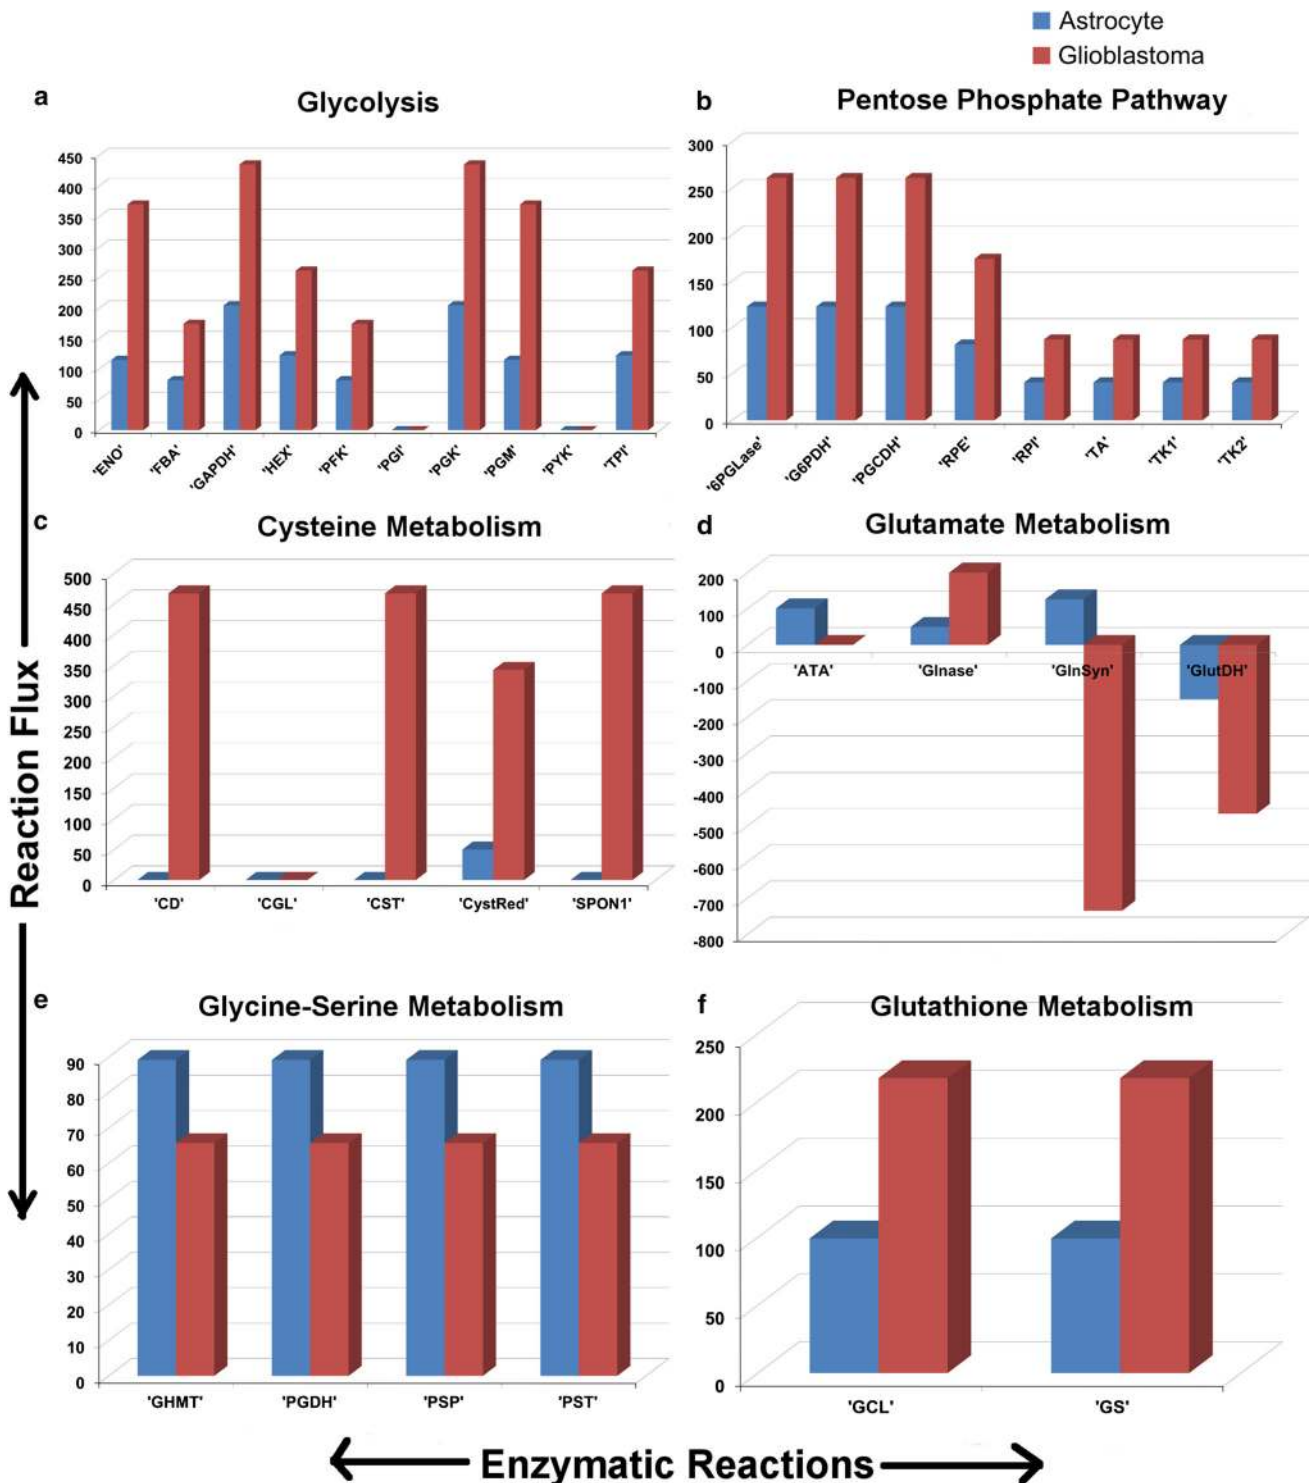 Astrocyte
Glioblastoma
a
Glycolysis
450
400
350
300
250
200
150
100
50
0
'ENO'
'FBA'
'GAPDH'
'HEX'
'PFK'
'PGI'
'PGK'
'PGM'
'PYK'
'TPI'
b
Pentose Phosphate Pathway
300
250
200
150
100
50
0
'6PGLase'
'G6PDH'
'PGCDH'
'RPE'
'RPI'
'TA'
'TK1'
'TK2'
c
Cysteine Metabolism
500
450
400
350
300
250
200
150
100
50
0
'CD'
'CGL'
'CST'
'CystRed'
'SPON1'
d
Glutamate Metabolism
200
100
0
-100
-200
-300
-400
-500
-600
-700
-800
'ATA'
'Glnase'
'GlnSyn'
'GlutDH'
e
Glycine-Serine Metabolism
90
80
70
60
50
40
30
20
10
0
'GHMT'
'PGDH'
'PSP'
'PST'
f
Glutathione Metabolism
250
200
150
100
50
0
'GCL'
'GS'
Reaction Flux
Enzymatic Reactions